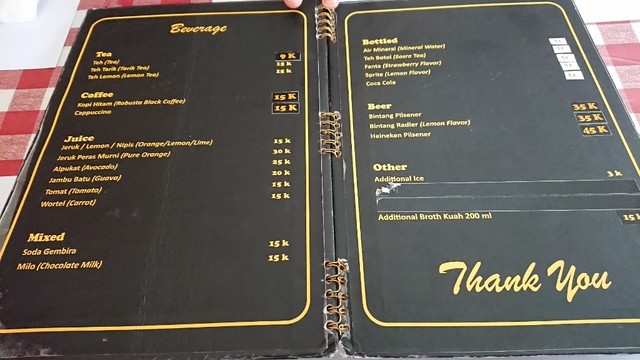 Beverage
Tea
Teh (Tea) 9 K
Teh Tarik (Tarik Tea) 15 k
Teh Lemon (Lemon Tea) 15 k
Coffee
Kopi Hitam (Robusta Black Coffee) 15 K
Cappuccino 15 K
Juice
Jeruk / Lemon / Nipis (Orange/Lemon/Lime) 15 k
Jeruk Peras Murni (Pure Orange) 30 k
Alpukat (Avocado) 25 k
Jambu Batu (Guava) 20 k
Tomat (Tomato) 15 k
Wortel (Carrot) 15 k
Mixed
Soda Gembira 15 k
Milo (Chocolate Milk) 15 k
Bottled
Air Mineral (Mineral Water)
Teh Botol (Sosro Tea)
Fanta (Strawberry Flavor)
Sprite (Lemon Flavor)
Coca Cola
Beer
Bintang Pilsener 35 K
Bintang Radler (Lemon Flavor) 35 K
Heineken Pilsener 45 K
Other
Additional Ice 3 k
Additional Broth Kuah 200 ml 15 k
Thank You